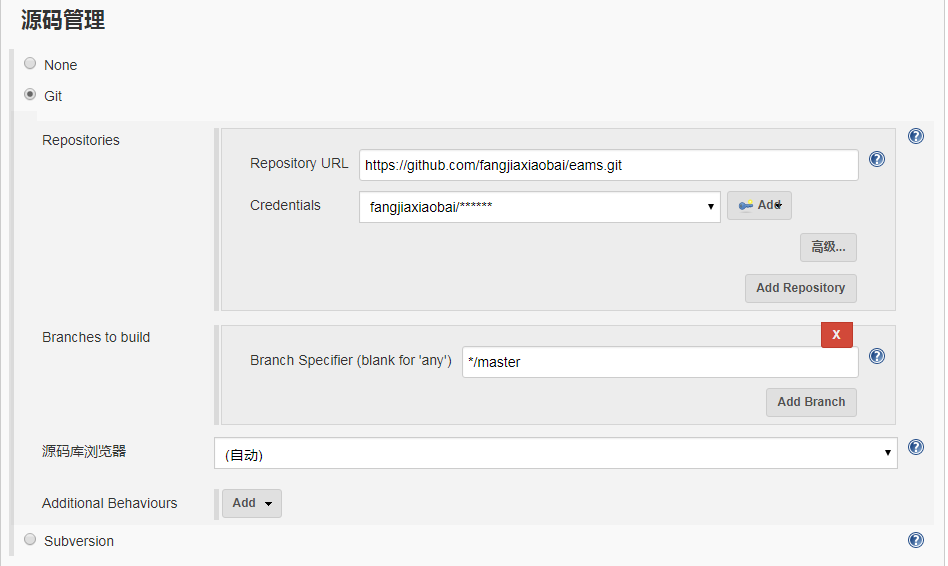 源码管理
None
Git
Repositories
Repository URL https://github.com/fangjiaxiaobai/eams.git
Credentials fangjiaxiaobai/****** Add
高级...
Add Repository
Branches to build
X
Branch Specifier (blank for 'any') */master
Add Branch
源码库浏览器 (自动)
Additional Behaviours Add
Subversion